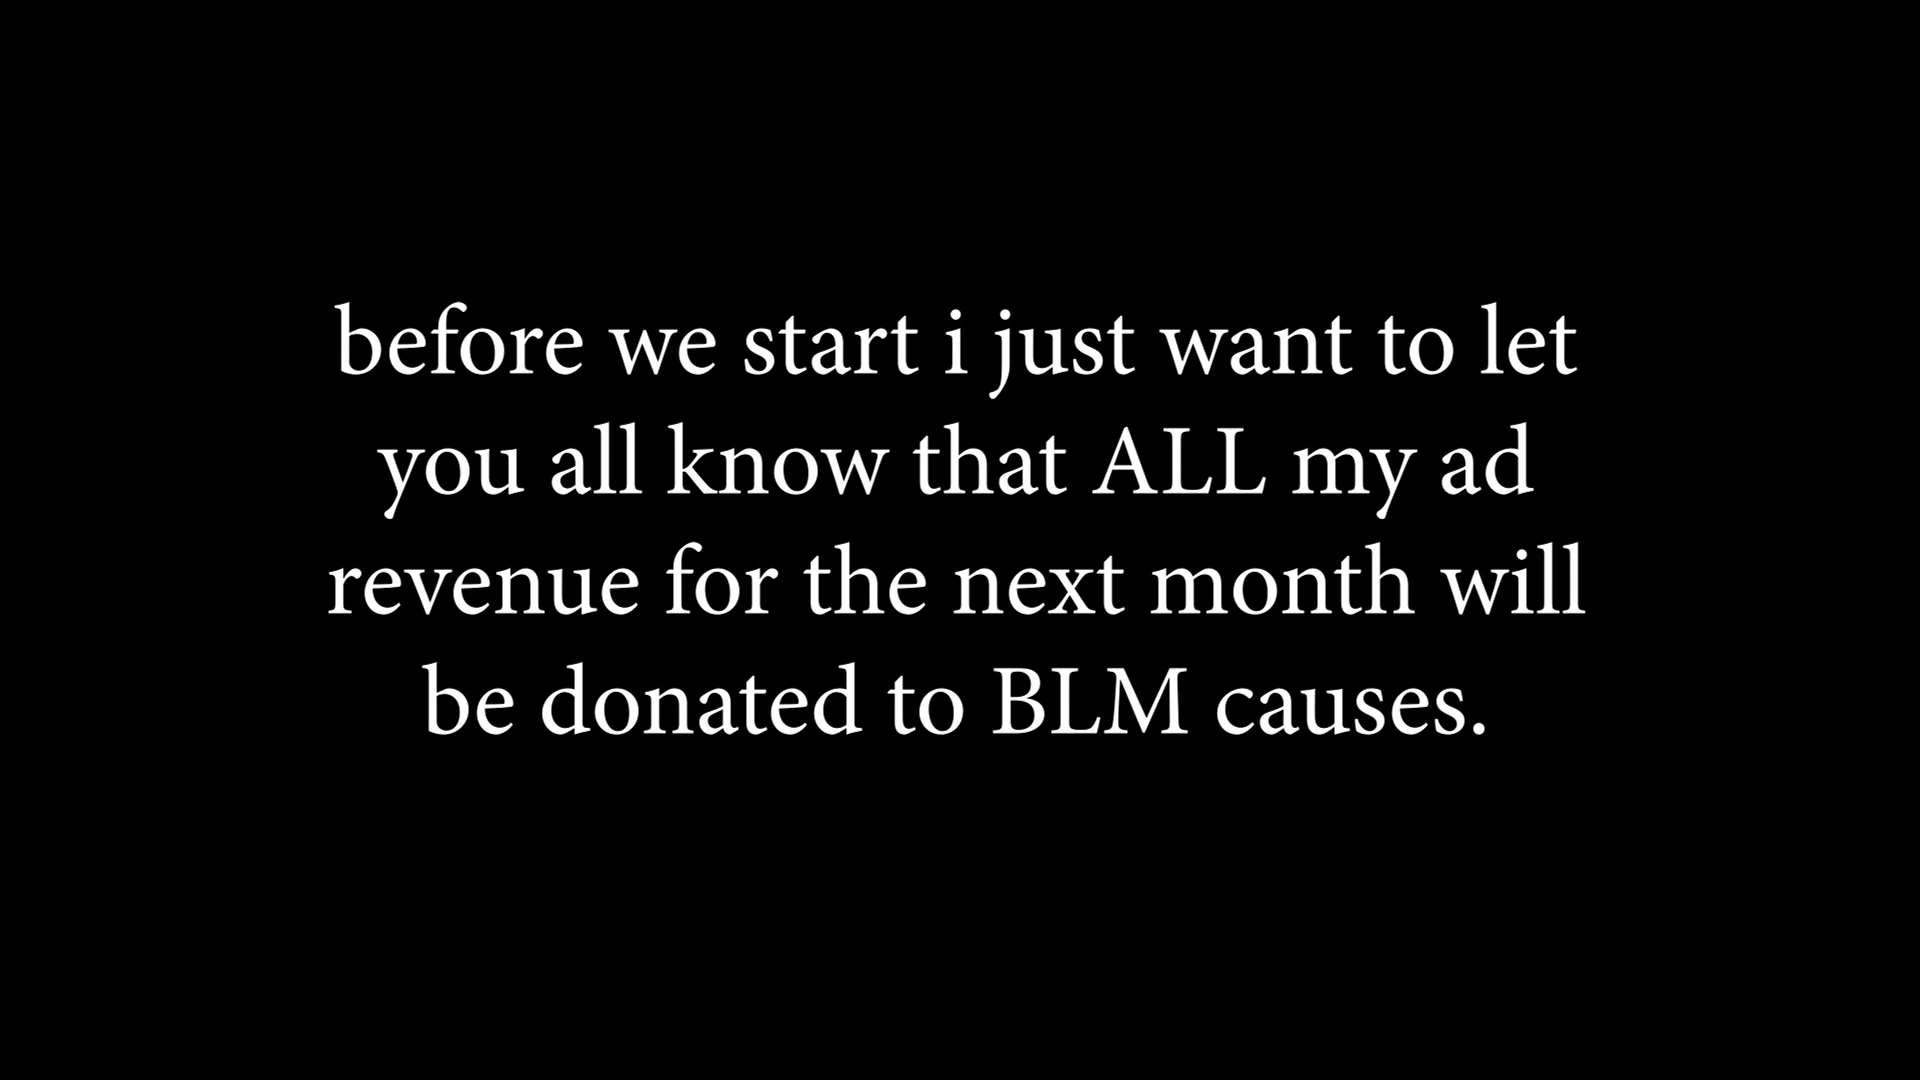 before we start i just want to let
you all know that ALL my ad
revenue for the next month will
be donated to BLM causes.